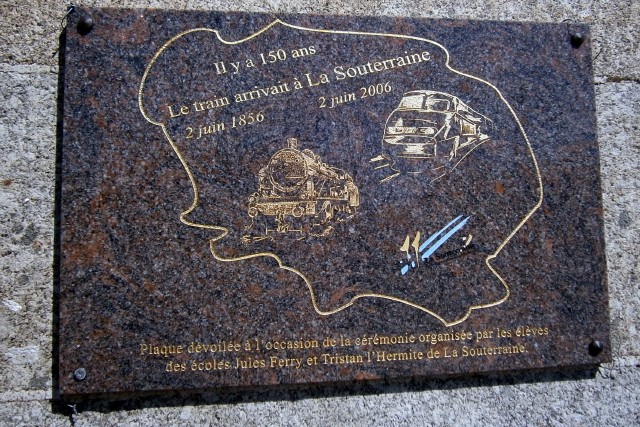 Il y a 150 ans
Le train arrivait à La Souterraine
2 juin 1856
2 juin 2006
Plaque dévoilée à l'occasion de la cérémonie organisée par les élèves
des écoles Jules Ferry et Tristan l'Hermite de La Souterraine.